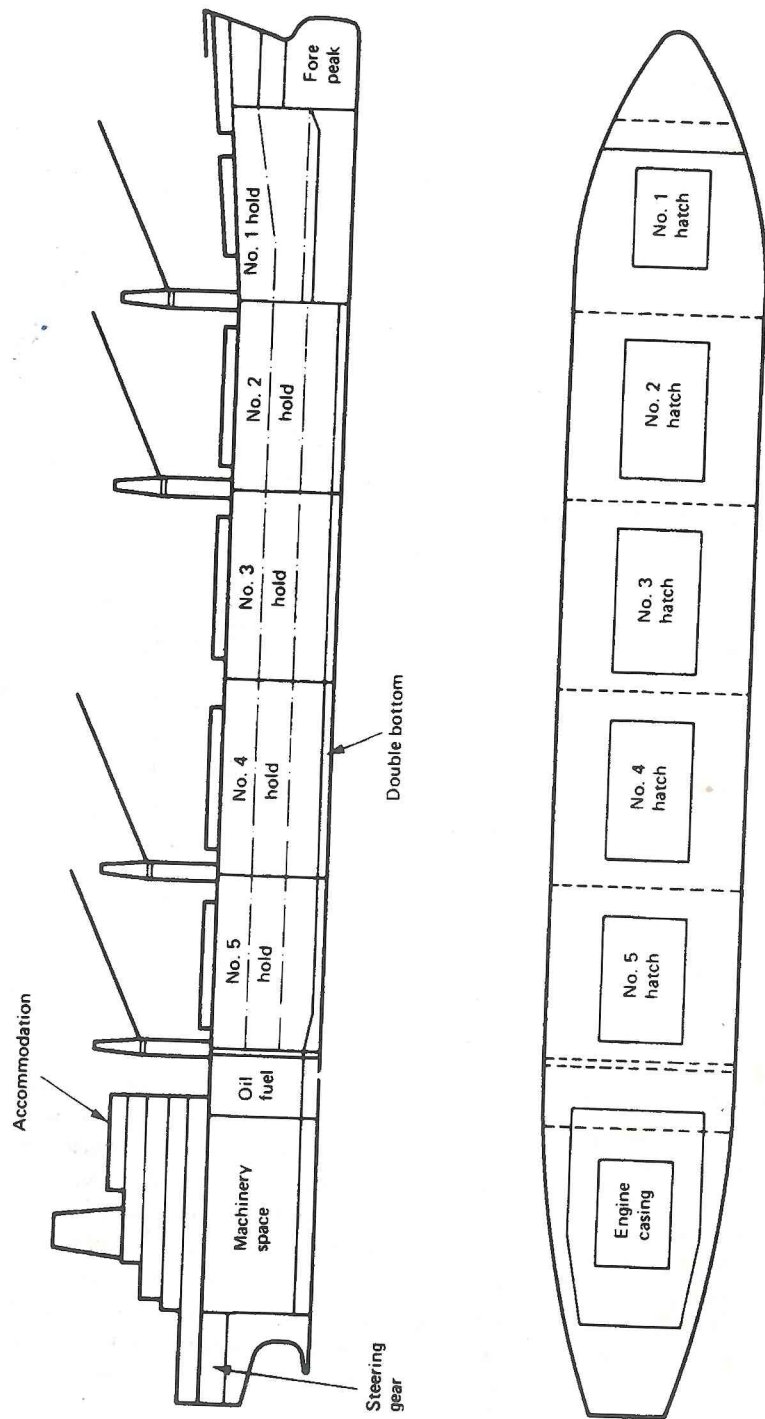 Accommodation
Steering
gear
Machinery
space
Oil
fuel
No. 5
hold
No. 4
hold
No. 3
hold
No. 2
hold
No. 1 hold
Fore
peak
Double bottom
Engine
casing
No. 5
hatch
No. 4
hatch
No. 3
hatch
No. 2
hatch
No. 1
hatch